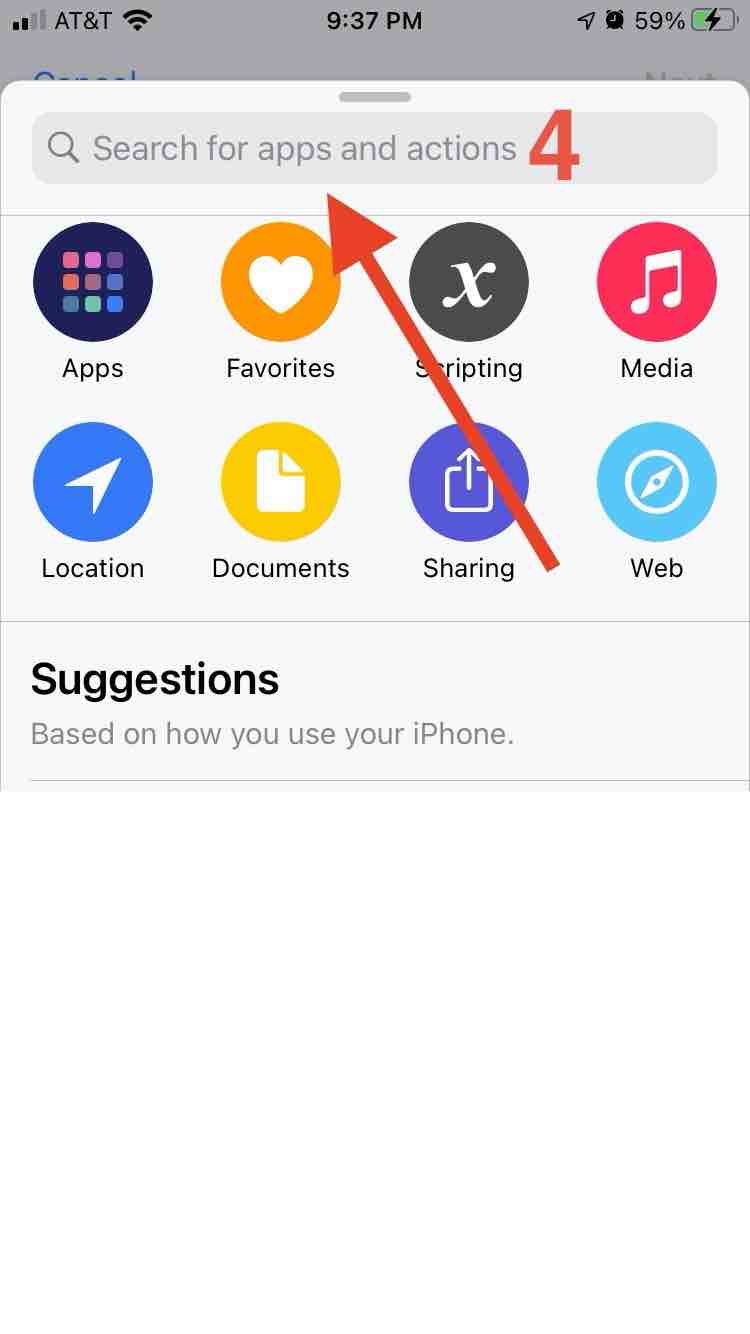 AT&T 9:37 PM 59%
Cancel Next
Search for apps and actions 4
Apps Favorites Scripting Media
Location Documents Sharing Web
Suggestions
Based on how you use your iPhone.